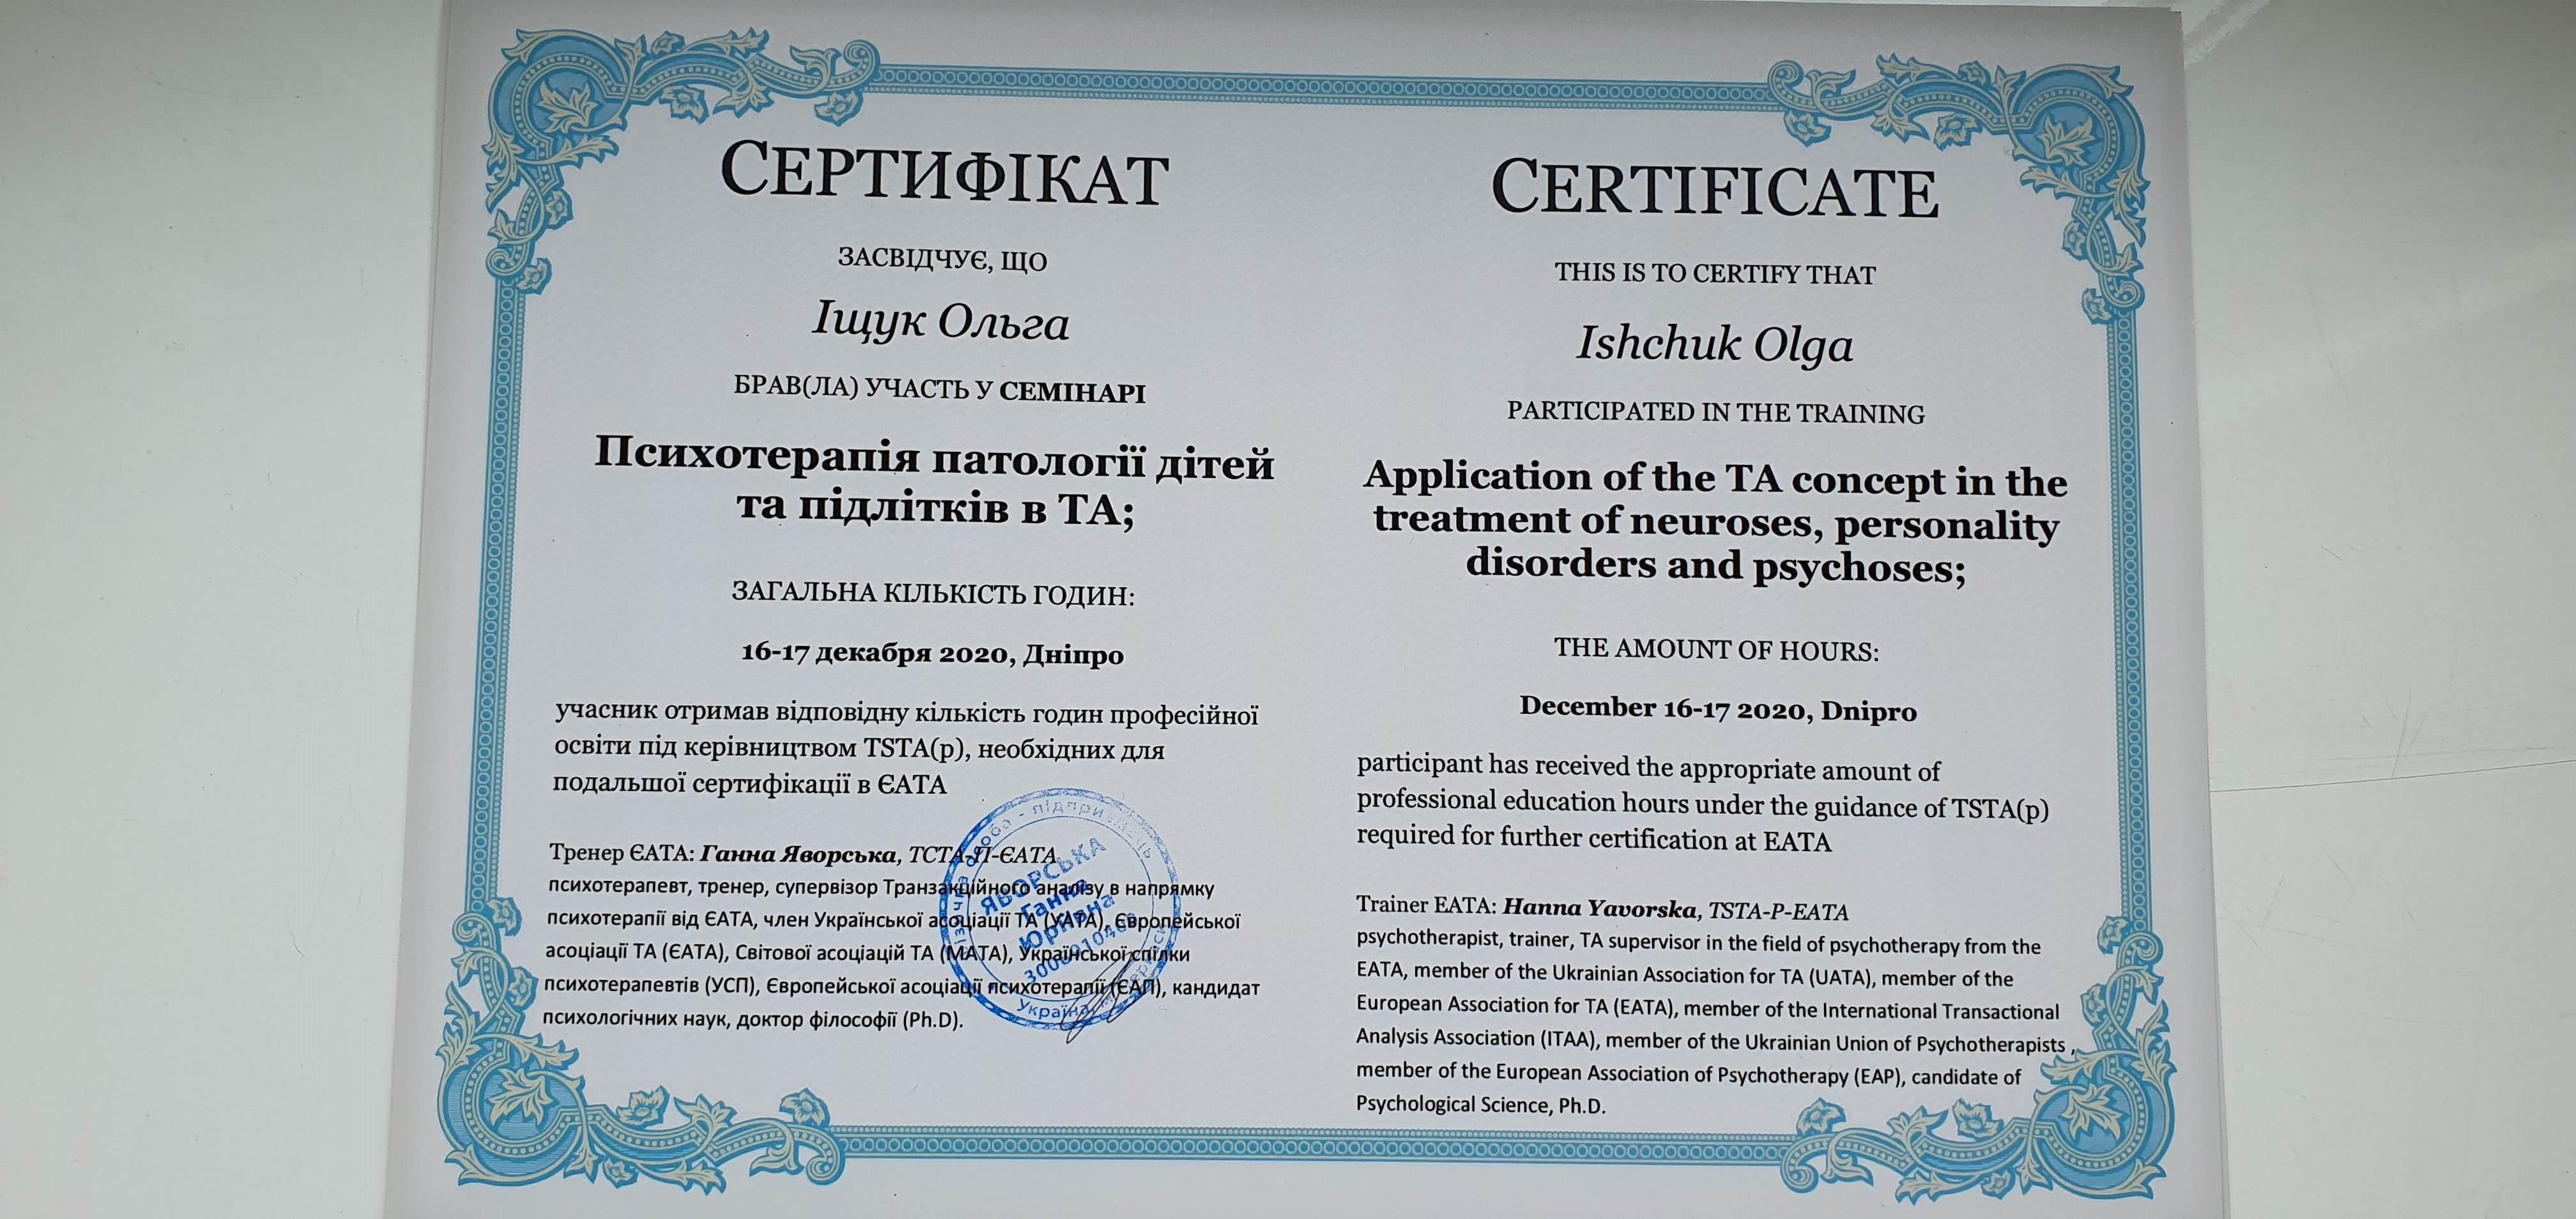 СЕРТИФІКАТ
ЗАСВІДЧУЄ, ЩО
Іщук Ольга
БРАВ(ЛА) УЧАСТЬ У СЕМІНАРІ
Психотерапія патології дітей
та підлітків в ТА;
ЗАГАЛЬНА КІЛЬКІСТЬ ГОДИН:
16-17 декабря 2020, Дніпро
учасник отримав відповідну кількість годин професійної
освіти під керівництвом TSTA(p), необхідних для
подальшої сертифікації в ЄАТА
Тренер ЄАТА: Ганна Яворська, ТСТА-П-ЄАТА
психотерапевт, тренер, супервізор Транзакційного аналізу в напрямку
психотерапії від ЄАТА, член Української асоціації ТА (УАТА), Європейської
асоціації ТА (ЄАТА), Світової асоціацій ТА (МАТА), Української спілки
психотерапевтів (УСП), Європейської асоціації психотерапії (ЄАП), кандидат
психологічних наук, доктор філософії (Ph.D).
ЯВОРСЬКА
Ганна
Юріївна
Україна
CERTIFICATE
THIS IS TO CERTIFY THAT
Ishchuk Olga
PARTICIPATED IN THE TRAINING
Application of the TA concept in the
treatment of neuroses, personality
disorders and psychoses;
THE AMOUNT OF HOURS:
December 16-17 2020, Dnipro
participant has received the appropriate amount of
professional education hours under the guidance of TSTA(p)
required for further certification at EATA
Trainer EATA: Hanna Yavorska, TSTA-P-EATA
psychotherapist, trainer, TA supervisor in the field of psychotherapy from the
EATA, member of the Ukrainian Association for TA (UATA), member of the
European Association for TA (EATA), member of the International Transactional
Analysis Association (ITAA), member of the Ukrainian Union of Psychotherapists ,
member of the European Association of Psychotherapy (EAP), candidate of
Psychological Science, Ph.D.